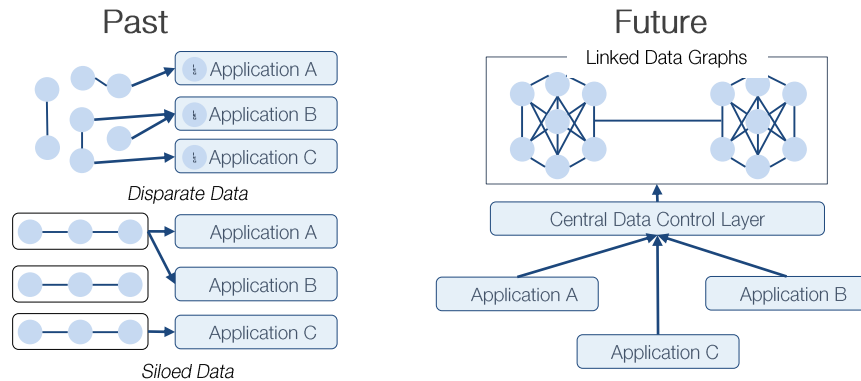 Past
Application A
Application B
Application C
Disparate Data
Application A
Application B
Application C
Siloed Data
Future
Linked Data Graphs
Central Data Control Layer
Application A
Application B
Application C